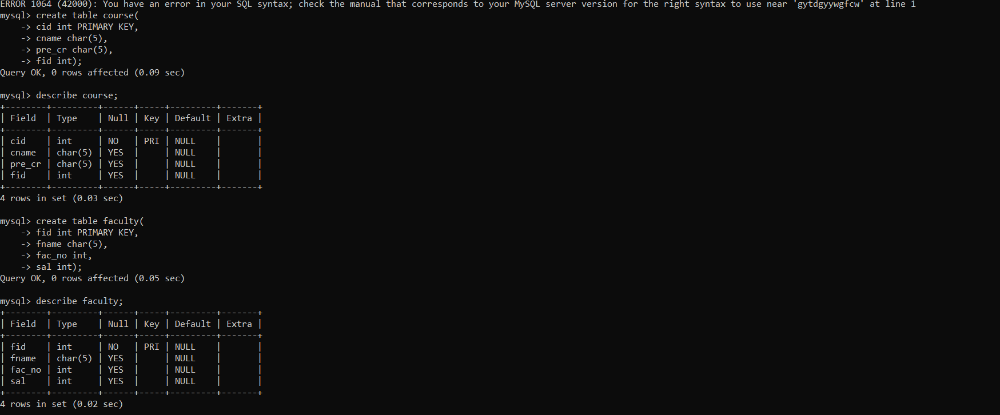 ERROR 1064 (42000): You have an error in your SQL syntax; check the manual that corresponds to your MySQL server version for the right syntax to use near 'gytdgyywgfcw' at line 1
mysql> create table course(
    -> cid int PRIMARY KEY,
    -> cname char(5),
    -> pre_cr char(5),
    -> fid int);
Query OK, 0 rows affected (0.09 sec)

mysql> describe course;
+--------+---------+------+-----+---------+-------+
| Field  | Type    | Null | Key | Default | Extra |
+--------+---------+------+-----+---------+-------+
| cid    | int     | NO   | PRI | NULL    |       |
| cname  | char(5) | YES  |     | NULL    |       |
| pre_cr | char(5) | YES  |     | NULL    |       |
| fid    | int     | YES  |     | NULL    |       |
+--------+---------+------+-----+---------+-------+
4 rows in set (0.03 sec)

mysql> create table faculty(
    -> fid int PRIMARY KEY,
    -> fname char(5),
    -> fac_no int,
    -> sal int);
Query OK, 0 rows affected (0.05 sec)

mysql> describe faculty;
+--------+---------+------+-----+---------+-------+
| Field  | Type    | Null | Key | Default | Extra |
+--------+---------+------+-----+---------+-------+
| fid    | int     | NO   | PRI | NULL    |       |
| fname  | char(5) | YES  |     | NULL    |       |
| fac_no | int     | YES  |     | NULL    |       |
| sal    | int     | YES  |     | NULL    |       |
+--------+---------+------+-----+---------+-------+
4 rows in set (0.02 sec)